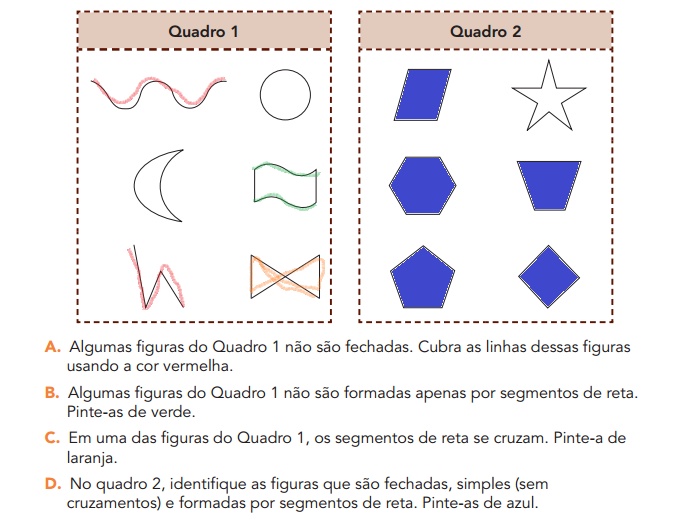 Quadro 1
Quadro 2
A. Algumas figuras do Quadro 1 não são fechadas. Cubra as linhas dessas figuras
usando a cor vermelha.
B. Algumas figuras do Quadro 1 não são formadas apenas por segmentos de reta.
Pinte-as de verde.
C. Em uma das figuras do Quadro 1, os segmentos de reta se cruzam. Pinte-a de
laranja.
D. No quadro 2, identifique as figuras que são fechadas, simples (sem
cruzamentos) e formadas por segmentos de reta. Pinte-as de azul.